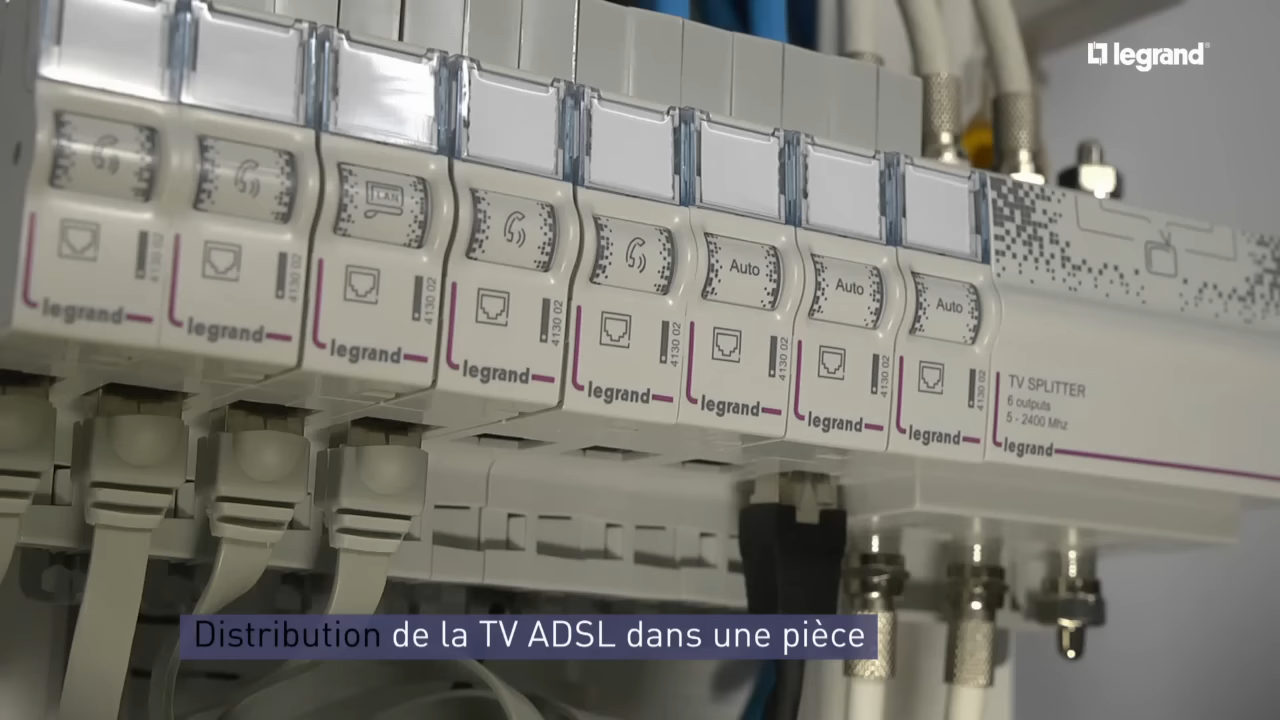 legrand
LAN
Auto
Auto
Auto
4130 02
4130 02
4130 02
4130 02
4130 02
4130 02
4130 02
4130 02
legrand
legrand
legrand
legrand
legrand
legrand
legrand
legrand
TV SPLITTER
6 outputs
5 - 2400 Mhz
legrand
Distribution de la TV ADSL dans une pièce